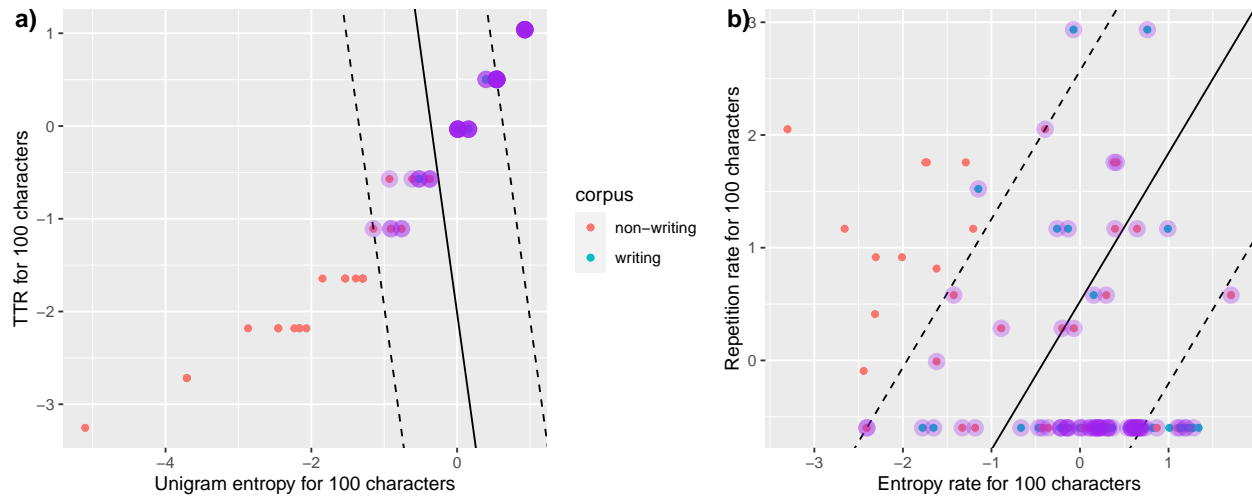 a)
TTR for 100 characters
1
0
−1
−2
−3
−4
−2
0
Unigram entropy for 100 characters
corpus
non−writing
writing
b)
Repetition rate for 100 characters
3
2
1
0
−3
−2
−1
0
1
Entropy rate for 100 characters